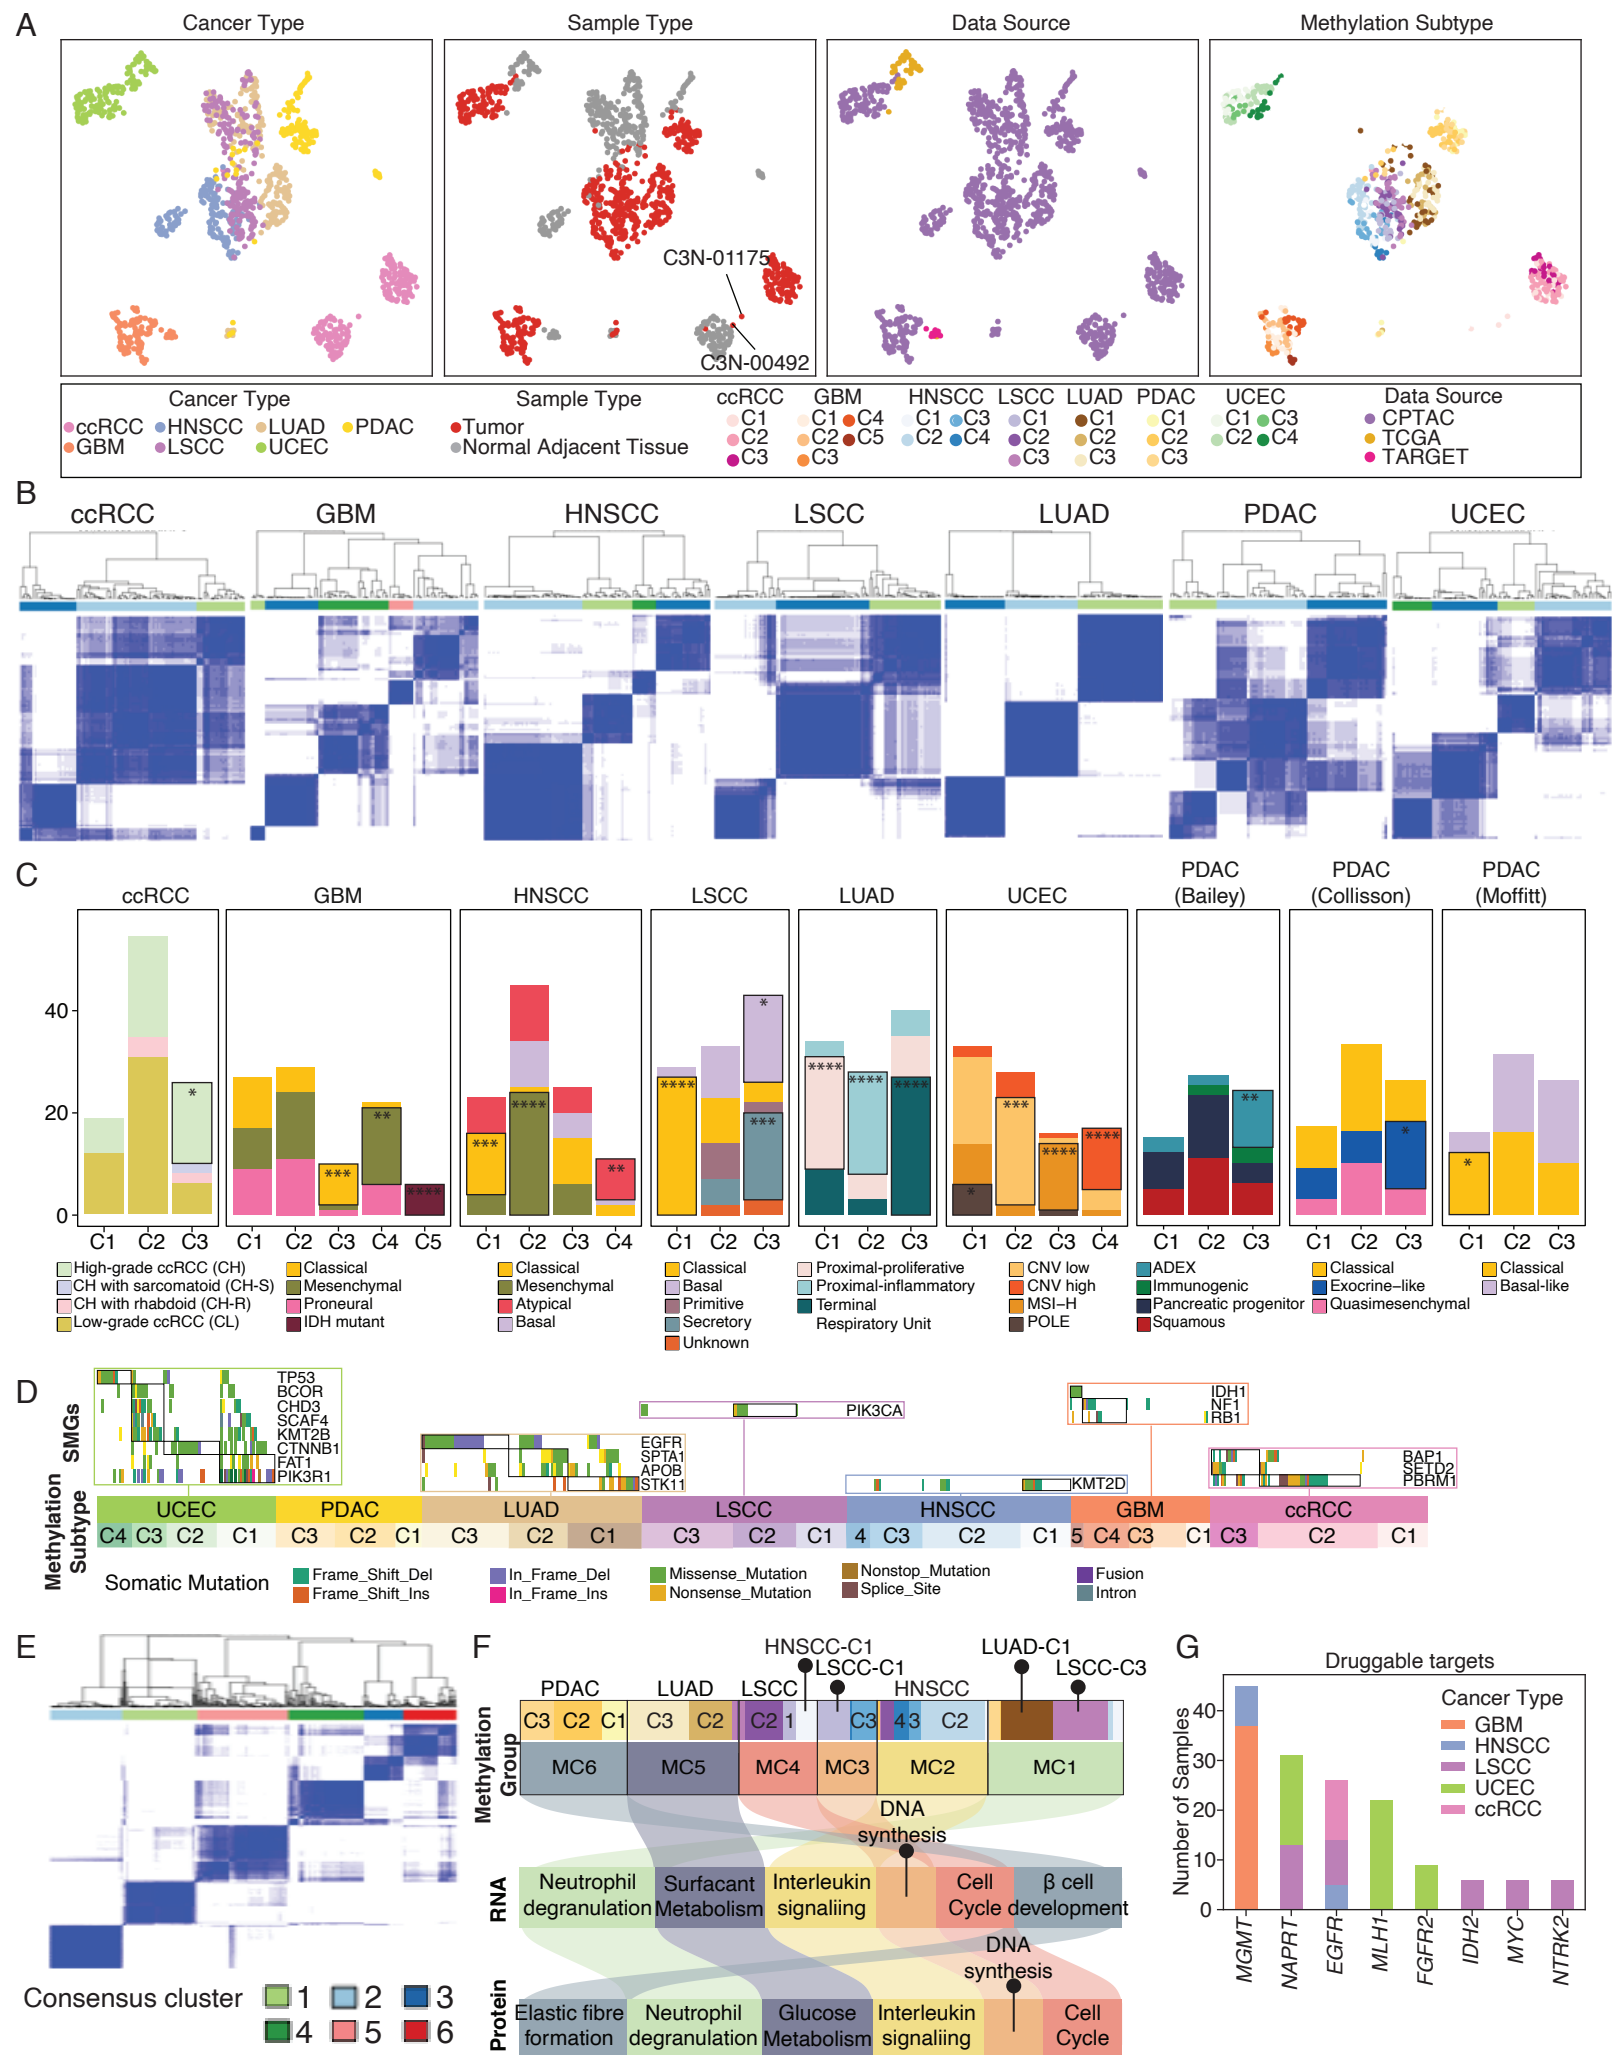 A
Cancer Type
Sample Type
Data Source
Methylation Subtype
C3N-01175
C3N-00492
Cancer Type
ccRCC HNSCC LUAD PDAC
GBM LSCC UCEC
Sample Type
Tumor
Normal Adjacent Tissue
ccRCC GBM HNSCC LSCC LUAD PDAC UCEC
C1 C1 C4 C1 C3 C1 C1 C1 C1 C3
C2 C2 C5 C2 C4 C2 C2 C2 C2 C4
C3 C3 C3 C3 C3
Data Source
CPTAC
TCGA
TARGET
B
ccRCC GBM HNSCC LSCC LUAD PDAC UCEC
C
ccRCC GBM HNSCC LSCC LUAD UCEC
PDAC
(Bailey)
PDAC
(Collisson)
PDAC
(Moffitt)
40
20
0
*
***
**
****
***
****
**
****
*
***
****
****
****
*
***
****
****
**
*
*
C1 C2 C3
C1 C2 C3 C4 C5
C1 C2 C3 C4
C1 C2 C3
C1 C2 C3
C1 C2 C3 C4
C1 C2 C3
C1 C2 C3
C1 C2 C3
High-grade ccRCC (CH)
CH with sarcomatoid (CH-S)
CH with rhabdoid (CH-R)
Low-grade ccRCC (CL)
Classical
Mesenchymal
Proneural
IDH mutant
Classical
Mesenchymal
Atypical
Basal
Classical
Basal
Primitive
Secretory
Unknown
Proximal-proliferative
Proximal-inflammatory
Terminal
Respiratory Unit
CNV low
CNV high
MSI-H
POLE
ADEX
Immunogenic
Pancreatic progenitor
Squamous
Classical
Exocrine-like
Quasimesenchymal
Classical
Basal-like
D
SMGs
TP53
BCOR
CHD3
SCAF4
KMT2B
CTNNB1
FAT1
PIK3R1
EGFR
SPTA1
APOB
STK11
PIK3CA
KMT2D
IDH1
NF1
RB1
BAP1
SETD2
PBRM1
Methylation
Subtype
UCEC PDAC LUAD LSCC HNSCC GBM ccRCC
C4 C3 C2 C1 C3 C2 C1 C3 C2 C1 C3 C2 C1 4 C3 C2 C1 5 C4 C3 C1 C3 C2 C1
Somatic Mutation
Frame_Shift_Del
Frame_Shift_Ins
In_Frame_Del
In_Frame_Ins
Missense_Mutation
Nonsense_Mutation
Nonstop_Mutation
Splice_Site
Fusion
Intron
E
Consensus cluster
1 2 3
4 5 6
F
HNSCC-C1
LUAD-C1
LSCC-C1
LSCC-C3
PDAC LUAD LSCC HNSCC
Methylation
Group
C3 C2 C1 C3 C2 C2 1 C3 4 3 C2
MC6 MC5 MC4 MC3 MC2 MC1
DNA
synthesis
RNA
Neutrophil
degranulation
Surfacant
Metabolism
Interleukin
signaliing
Cell
Cycle
β cell
development
DNA
synthesis
Protein
Elastic fibre
formation
Neutrophil
degranulation
Glucose
Metabolism
Interleukin
signaliing
Cell
Cycle
G
Druggable targets
Number of Samples
40
30
20
10
0
Cancer Type
GBM
HNSCC
LSCC
UCEC
ccRCC
MGMT
NAPRT
EGFR
MLH1
FGFR2
IDH2
MYC
NTRK2